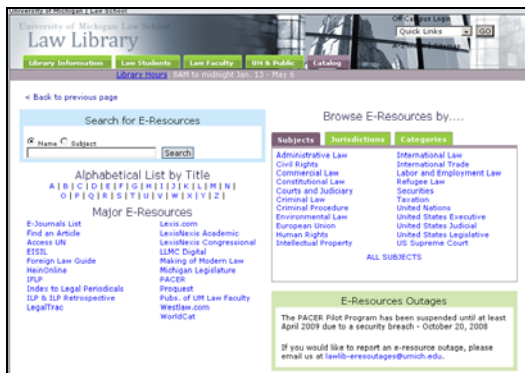 University of Michigan | Law School
University of Michigan Law School
Law Library
Off Campus Login
Quick Links
GO
Library Information
Law Students
Law Faculty
UM & Public
Catalog
Library Hours: 8AM to midnight Jan. 13 - May 6
< Back to previous page
Search for E-Resources
Name Subject
Search
Alphabetical List by Title
A | B | C | D | E | F | G | H | I | J | K | L | M | N |
O | P | Q | R | S | T | U | V | W | X | Y | Z |
Major E-Resources
E-Journals List
Find an Article
Access UN
EISIL
Foreign Law Guide
HeinOnline
IFLP
Index to Legal Periodicals
ILP & ILP Retrospective
LegalTrac
Lexis.com
LexisNexis Academic
LexisNexis Congressional
LLMC Digital
Making of Modern Law
Michigan Legislature
PACER
Proquest
Pubs. of UM Law Faculty
Westlaw.com
WorldCat
Browse E-Resources by....
Subjects
Jurisdictions
Categories
Administrative Law
Civil Rights
Commercial Law
Constitutional Law
Courts and Judiciary
Criminal Law
Criminal Procedure
Environmental Law
European Union
Human Rights
Intellectual Property
International Law
International Trade
Labor and Employment Law
Refugee Law
Securities
Taxation
United Nations
United States Executive
United States Judicial
United States Legislative
US Supreme Court
ALL SUBJECTS
E-Resources Outages
The PACER Pilot Program has been suspended until at least
April 2009 due to a security breach - October 20, 2008
If you would like to report an e-resource outage, please
email us at lawlib-eresoutages@umich.edu.